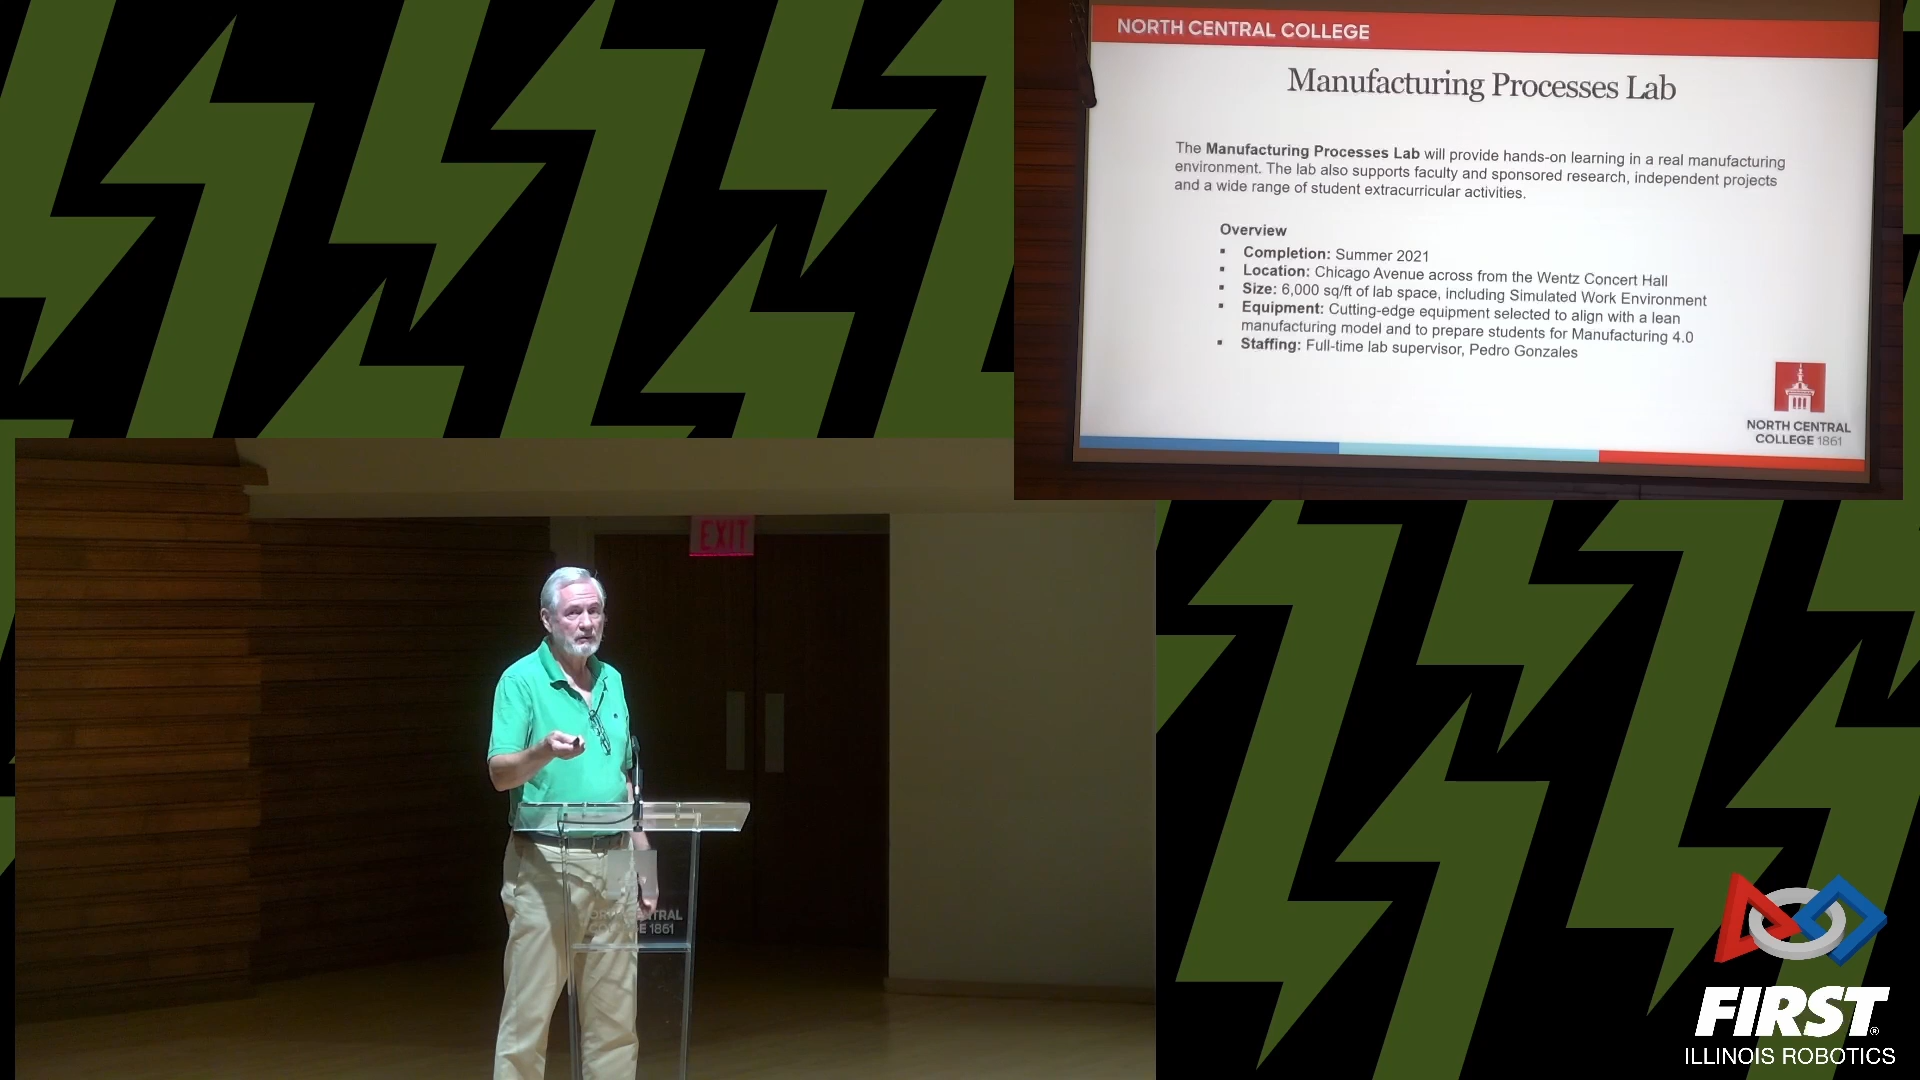 NORTH CENTRAL COLLEGE
Manufacturing Processes Lab
The Manufacturing Processes Lab will provide hands-on learning in a real manufacturing
environment. The lab also supports faculty and sponsored research, independent projects
and a wide range of student extracurricular activities.
Overview
▪ Completion: Summer 2021
▪ Location: Chicago Avenue across from the Wentz Concert Hall
▪ Size: 6,000 sq/ft of lab space, including Simulated Work Environment
▪ Equipment: Cutting-edge equipment selected to align with a lean
manufacturing model and to prepare students for Manufacturing 4.0
▪ Staffing: Full-time lab supervisor, Pedro Gonzales
NORTH CENTRAL
COLLEGE 1861
EXIT
NORTH CENTRAL
COLLEGE 1861
FIRST®
ILLINOIS ROBOTICS